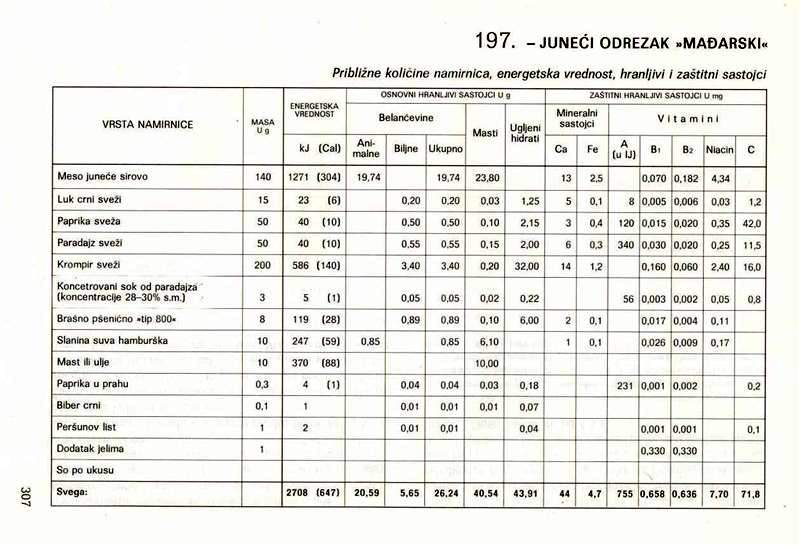 197. – JUNEĆI ODREZAK »MAĐARSKI«
Približne količine namirnica, energetska vrednost, hranljivi i zaštitni sastojci
VRSTA NAMIRNICE MASA U g ENERGETSKA VREDNOST OSNOVNI HRANLJIVI SASTOJCI U g ZAŠTITNI HRANLJIVI SASTOJCI U mg
Belančevine Masti Ugljeni hidrati Mineralni sastojci Vitamini
kJ (Cal) Ani-malne Biljne Ukupno Ca Fe A (u IJ) B1 B2 Niacin C
Meso juneće sirovo 140 1271 (304) 19,74 19,74 23,80 13 2,5 0,070 0,182 4,34
Luk crni sveži 15 23 (6) 0,20 0,20 0,03 1,25 5 0,1 8 0,005 0,006 0,03 1,2
Paprika sveža 50 40 (10) 0,50 0,50 0,10 2,15 3 0,4 120 0,015 0,020 0,35 42,0
Paradajz sveži 50 40 (10) 0,55 0,55 0,15 2,00 6 0,3 340 0,030 0,020 0,25 11,5
Krompir sveži 200 586 (140) 3,40 3,40 0,20 32,00 14 1,2 0,160 0,060 2,40 16,0
Koncetrovani sok od paradajza
(koncentracije 28–30% s.m.) 3 5 (1) 0,05 0,05 0,02 0,22 56 0,003 0,002 0,05 0,8
Brašno pšenično »tip 800« 8 119 (28) 0,89 0,89 0,10 6,00 2 0,1 0,017 0,004 0,11
Slanina suva hamburška 10 247 (59) 0,85 0,85 6,10 1 0,1 0,026 0,009 0,17
Mast ili ulje 10 370 (88) 10,00
Paprika u prahu 0,3 4 (1) 0,04 0,04 0,03 0,18 231 0,001 0,002 0,2
Biber crni 0,1 1 0,01 0,01 0,01 0,07
Peršunov list 1 2 0,01 0,01 0,04 0,001 0,001 0,1
Dodatak jelima 1 0,330 0,330
So po ukusu
Svega: 2708 (647) 20,59 5,65 26,24 40,54 43,91 44 4,7 755 0,658 0,636 7,70 71,8
307